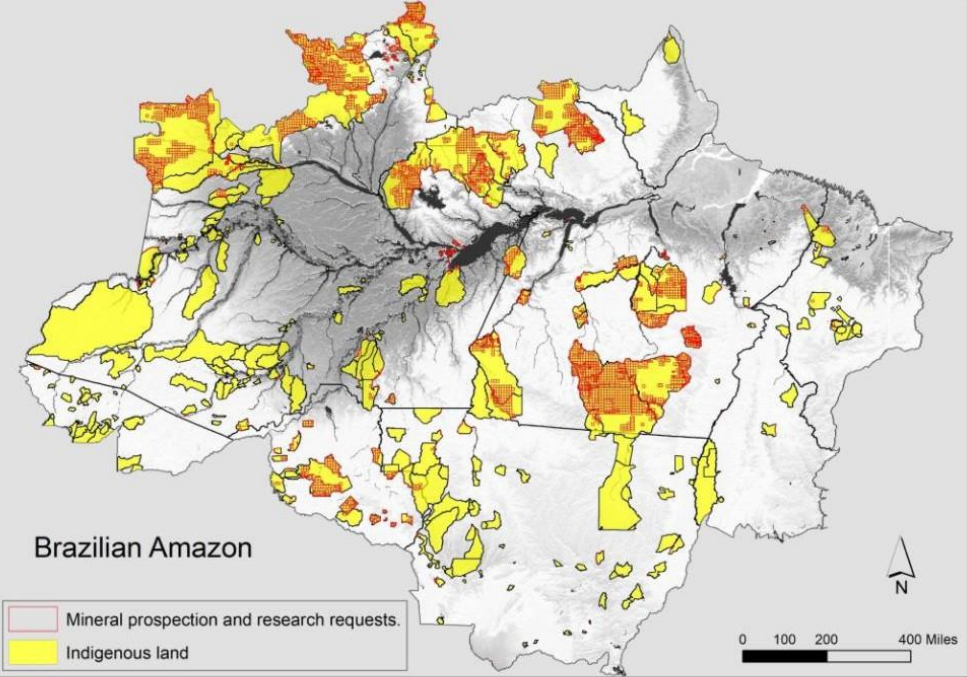 Brazilian Amazon
Mineral prospection and research requests.
Indigenous land
N
0 100 200 400 Miles